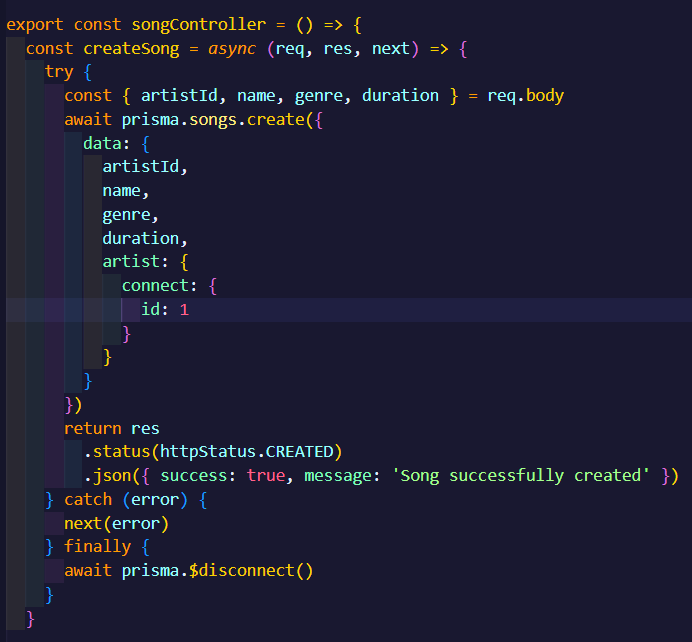 export const songController = () => {
  const createSong = async (req, res, next) => {
    try {
      const { artistId, name, genre, duration } = req.body
      await prisma.songs.create({
        data: {
          artistId,
          name,
          genre,
          duration,
          artist: {
            connect: {
              id: 1
            }
          }
        }
      })
      return res
        .status(httpStatus.CREATED)
        .json({ success: true, message: 'Song successfully created' })
    } catch (error) {
      next(error)
    } finally {
      await prisma.$disconnect()
    }
  }